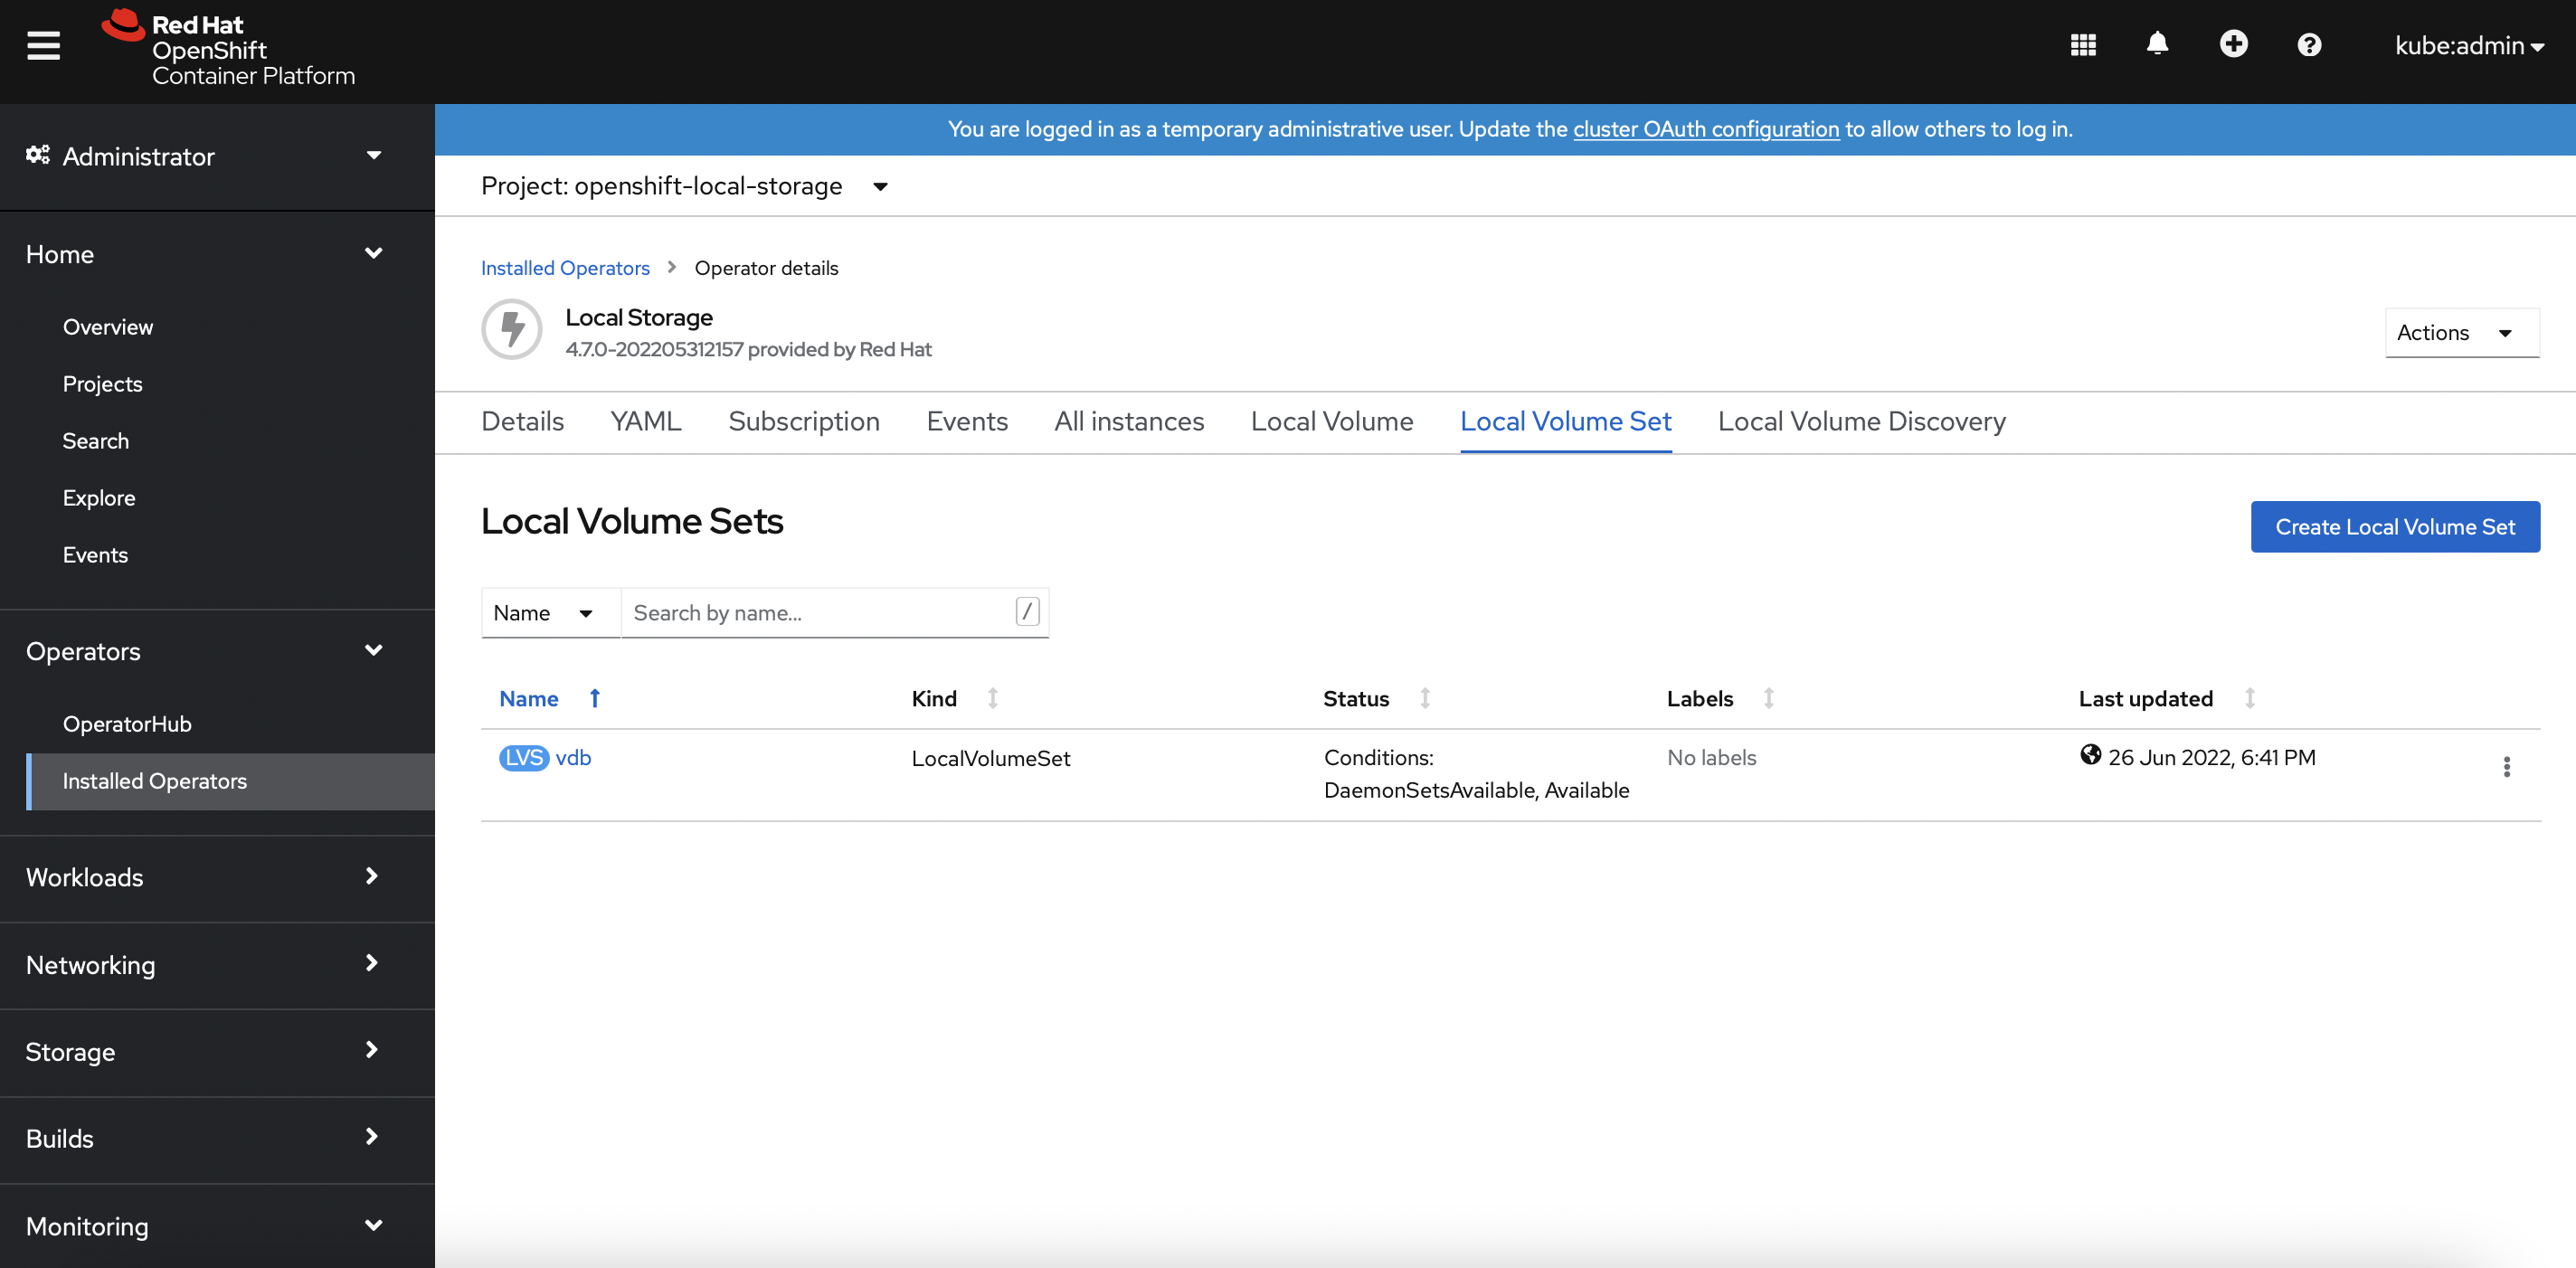 Red Hat
OpenShift
Container Platform
kube:admin
Administrator
Home
Overview
Projects
Search
Explore
Events
Operators
OperatorHub
Installed Operators
Workloads
Networking
Storage
Builds
Monitoring
You are logged in as a temporary administrative user. Update the cluster OAuth configuration to allow others to log in.
Project: openshift-local-storage
Installed Operators > Operator details
Local Storage
4.7.0-202205312157 provided by Red Hat
Actions
Details YAML Subscription Events All instances Local Volume Local Volume Set Local Volume Discovery
Local Volume Sets
Create Local Volume Set
Name Search by name... /
Name Kind Status Labels Last updated
LVS vdb LocalVolumeSet Conditions: No labels 26 Jun 2022, 6:41 PM
DaemonSetsAvailable, Available